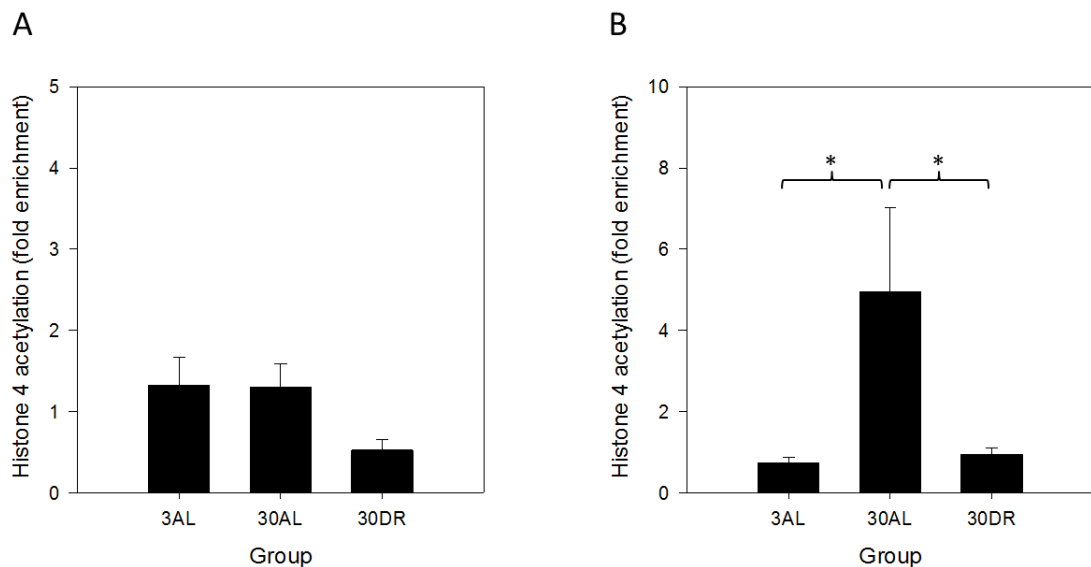 A
Histone 4 acetylation (fold enrichment)
5
4
3
2
1
0
3AL 30AL 30DR
Group
B
Histone 4 acetylation (fold enrichment)
10
8
6
4
2
0
* *
3AL 30AL 30DR
Group